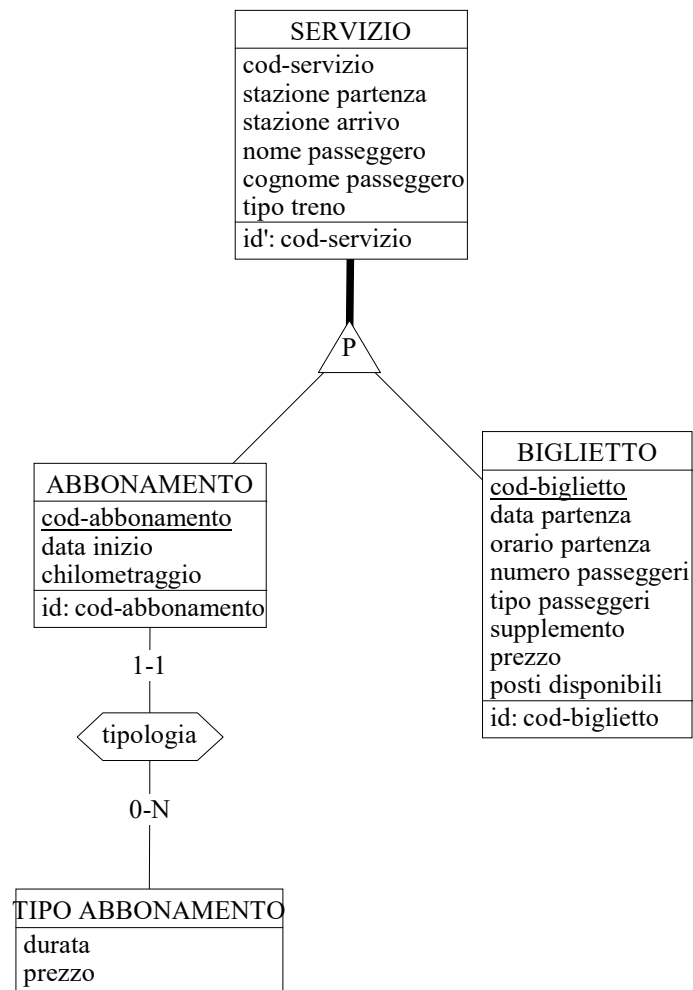 SERVIZIO
cod-servizio
stazione partenza
stazione arrivo
nome passeggero
cognome passeggero
tipo treno
id': cod-servizio
P
ABBONAMENTO
cod-abbonamento
data inizio
chilometraggio
id: cod-abbonamento
BIGLIETTO
cod-biglietto
data partenza
orario partenza
numero passeggeri
tipo passeggeri
supplemento
prezzo
posti disponibili
id: cod-biglietto
1-1
tipologia
0-N
TIPO ABBONAMENTO
durata
prezzo